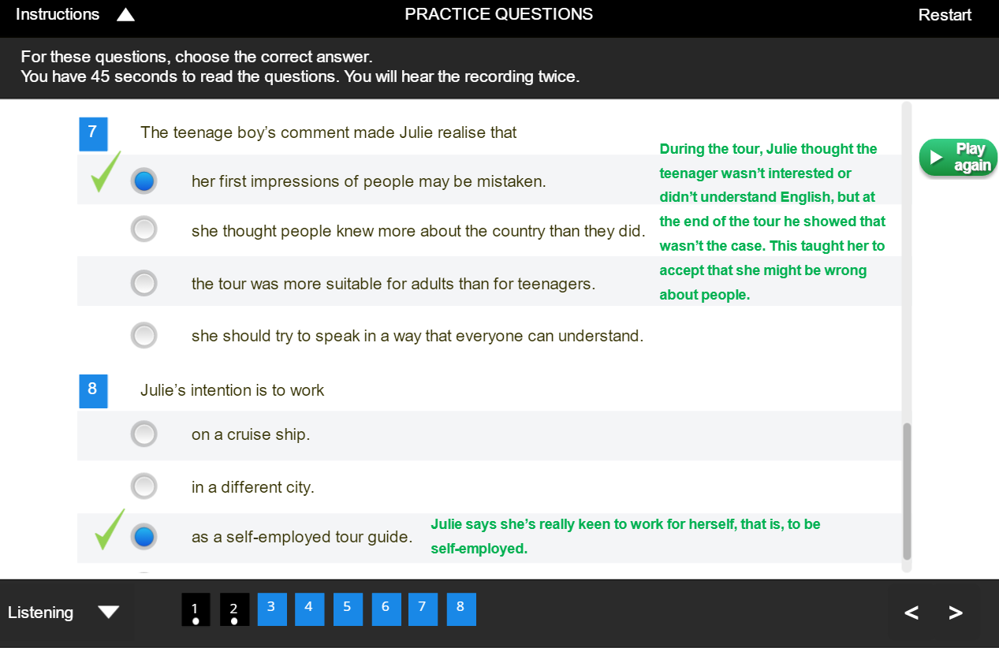 Instructions
PRACTICE QUESTIONS
Restart
For these questions, choose the correct answer.
You have 45 seconds to read the questions. You will hear the recording twice.
7
The teenage boy’s comment made Julie realise that
her first impressions of people may be mistaken.
she thought people knew more about the country than they did.
the tour was more suitable for adults than for teenagers.
she should try to speak in a way that everyone can understand.
During the tour, Julie thought the
teenager wasn’t interested or
didn’t understand English, but at
the end of the tour he showed that
wasn’t the case. This taught her to
accept that she might be wrong
about people.
Play
again
8
Julie’s intention is to work
on a cruise ship.
in a different city.
as a self-employed tour guide.
Julie says she’s really keen to work for herself, that is, to be
self-employed.
Listening
1 2 3 4 5 6 7 8
< >